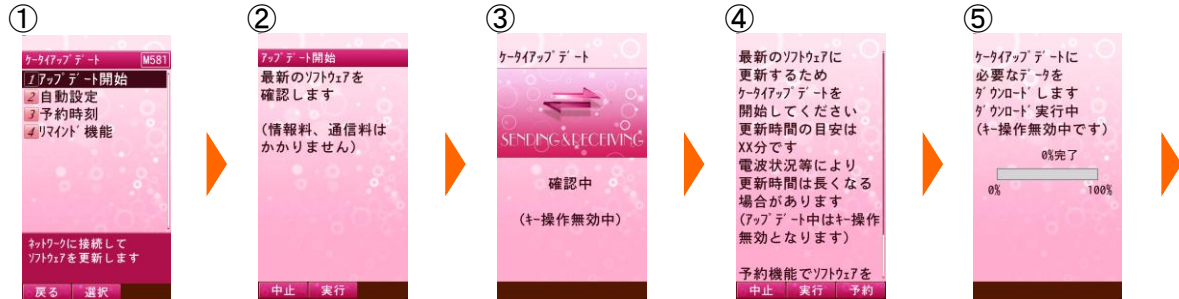 ①
ｹｰﾀｲｱｯﾌﾟﾃﾞｰﾄ M581
1 ｱｯﾌﾟﾃﾞｰﾄ開始
2 自動設定
3 予約時刻
4 ﾘﾏｲﾝﾄﾞ機能
ﾈｯﾄﾜｰｸに接続して
ｿﾌﾄｳｪｱを更新します
戻る 選択
②
ｱｯﾌﾟﾃﾞｰﾄ開始
最新のｿﾌﾄｳｪｱを
確認します
(情報料、通信料は
かかりません)
中止 実行
③
ｹｰﾀｲｱｯﾌﾟﾃﾞｰﾄ
SENDING&RECEIVING
確認中
(ｷｰ操作無効中)
④
最新のｿﾌﾄｳｪｱに
更新するため
ｹｰﾀｲｱｯﾌﾟﾃﾞｰﾄを
開始してください
更新時間の目安は
XX分です
電波状況等により
更新時間は長くなる
場合があります
(ｱｯﾌﾟﾃﾞｰﾄ中はｷｰ操作
無効となります)
予約機能でｿﾌﾄｳｪｱを
中止 実行 予約
⑤
ｹｰﾀｲｱｯﾌﾟﾃﾞｰﾄに
必要なﾃﾞｰﾀを
ﾀﾞｳﾝﾛｰﾄﾞします
ﾀﾞｳﾝﾛｰﾄﾞ実行中
(ｷｰ操作無効中です)
0%完了
0% 100%